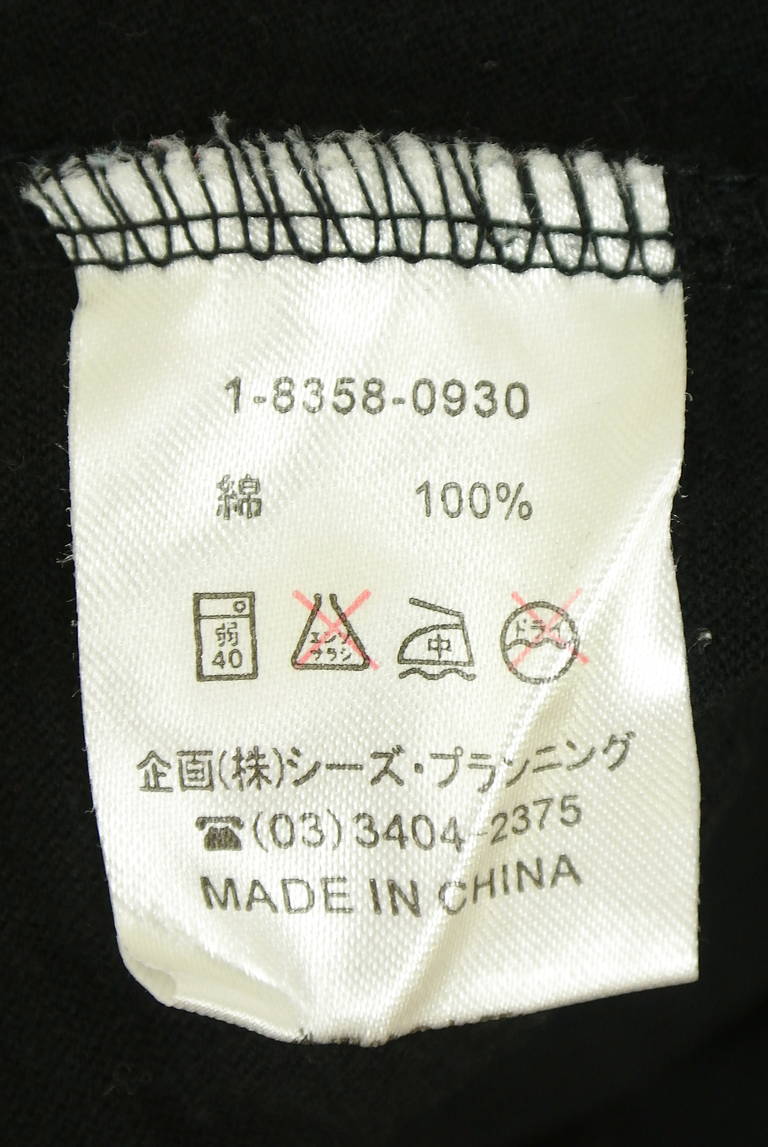 1-8358-0930
綿 100%
弱 40 エンソ サラシ 中 ドライ
企画(株)シーズ・プランニング
☎(03)3404-2375
MADE IN CHINA